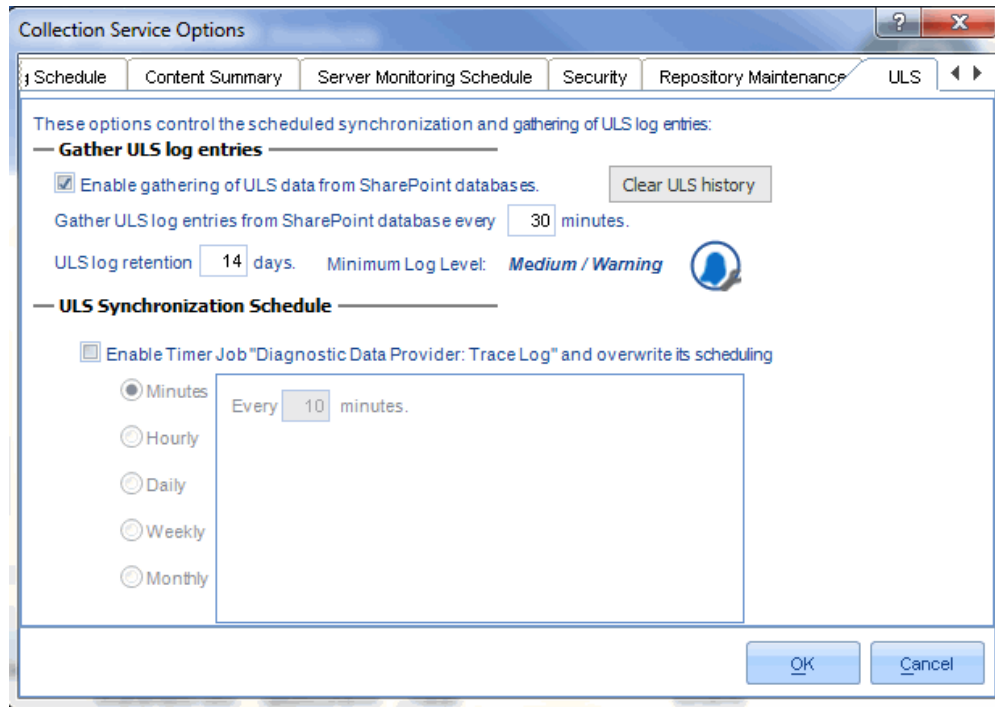 Collection Service Options
? X
g Schedule Content Summary Server Monitoring Schedule Security Repository Maintenance ULS
These options control the scheduled synchronization and gathering of ULS log entries:
Gather ULS log entries
Enable gathering of ULS data from SharePoint databases. Clear ULS history
Gather ULS log entries from SharePoint database every 30 minutes.
ULS log retention 14 days. Minimum Log Level: Medium / Warning
ULS Synchronization Schedule
Enable Timer Job "Diagnostic Data Provider: Trace Log" and overwrite its scheduling
Minutes
Every 10 minutes.
Hourly
Daily
Weekly
Monthly
OK Cancel